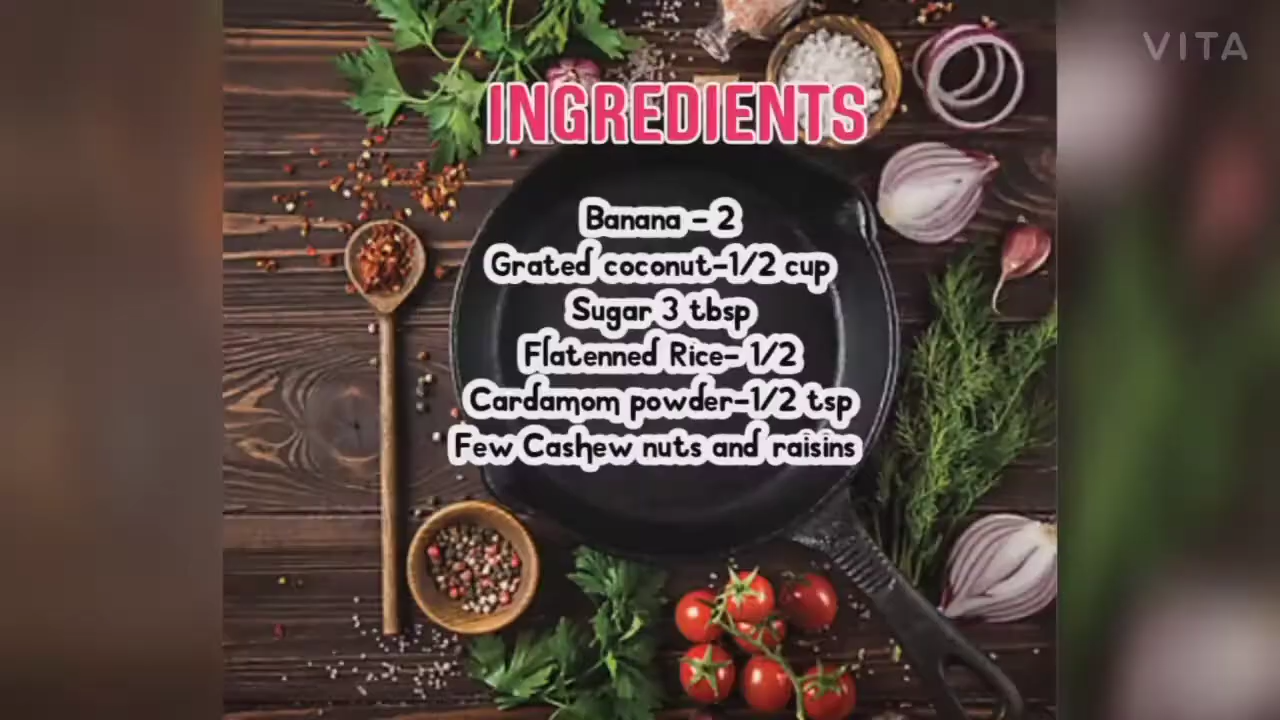 VITA
INGREDIENTS
Banana - 2
Grated coconut-1/2 cup
Sugar 3 tbsp
Flatenned Rice- 1/2
Cardamom powder-1/2 tsp
Few Cashew nuts and raisins